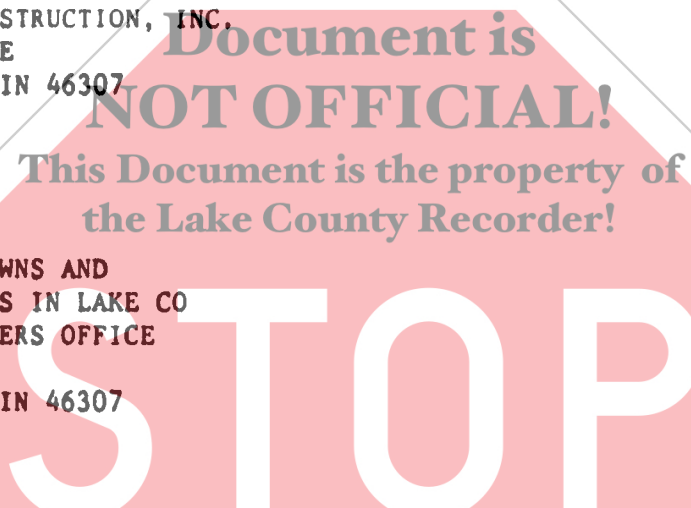 STRUCTION, INC.
E
IN 46307
Document is
NOT OFFICIAL!
This Document is the property of
the Lake County Recorder!
WNS AND
S IN LAKE CO
ERS OFFICE
IN 46307
STOP